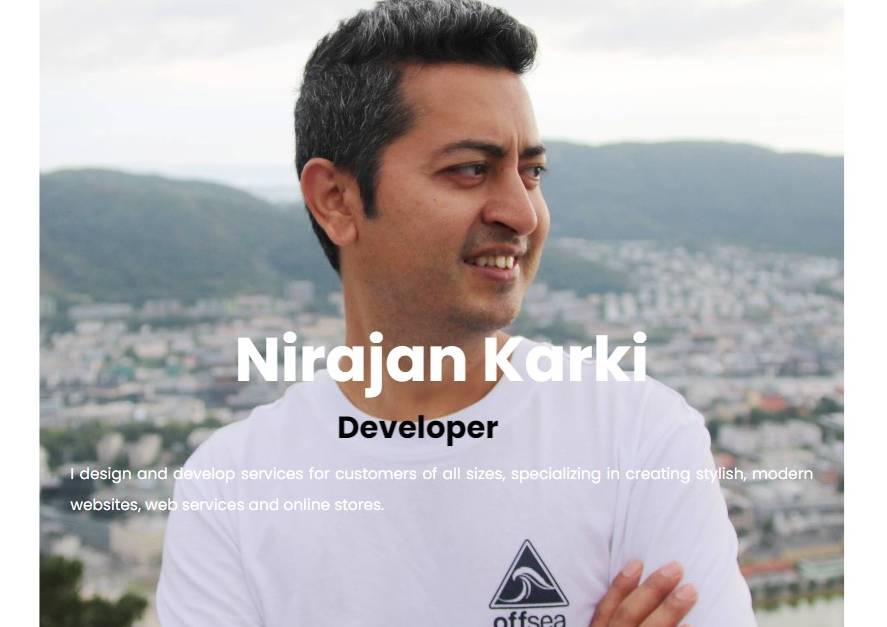 Nirajan Karki
Developer
I design and develop services for customers of all sizes, specializing in creating stylish, modern
websites, web services and online stores.
offsea